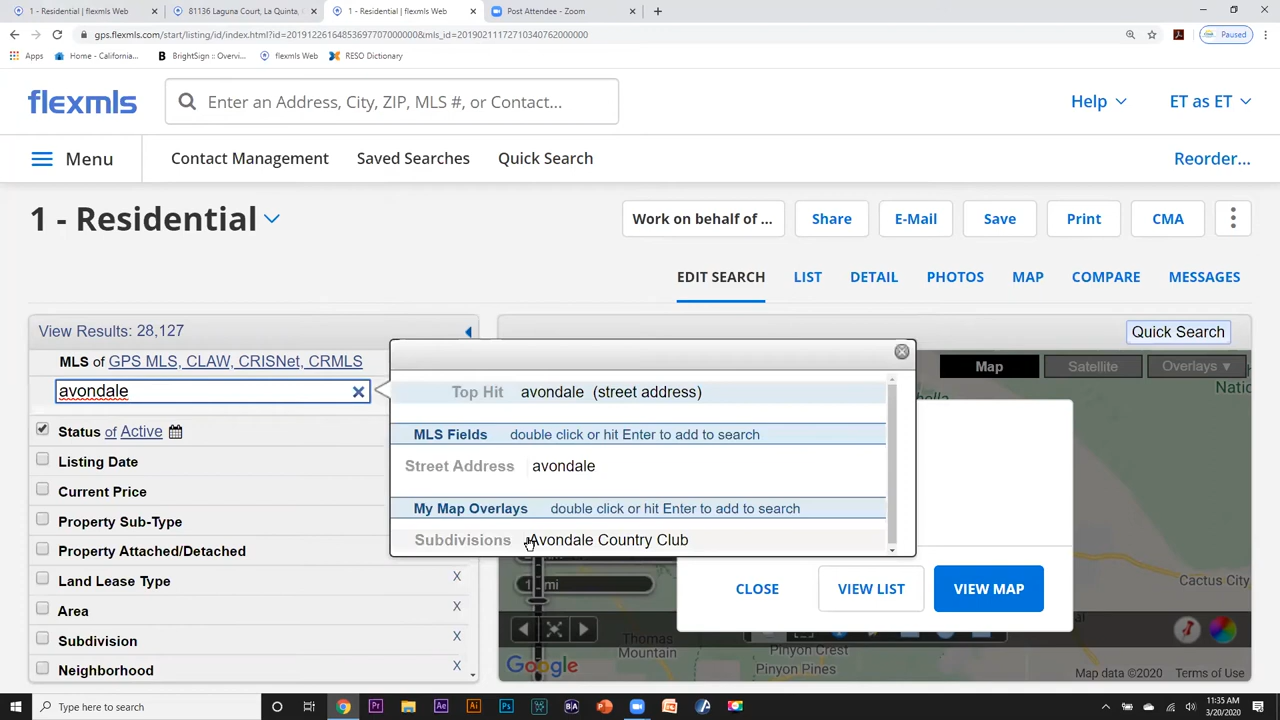 1 - Residential | flexmls Web
81136 Laguna Court, La Quinta,
1 - Residential | flexmls Web
Post Attendee - Zoom
gps.flexmls.com/start/listing/id/index.html?id=20191226164853697707000000&mls_id=20190211172710340762000000
Paused
Apps
Home - California...
BrightSign :: Overvi...
flexmls Web
RESO Dictionary
flexmls
Enter an Address, City, ZIP, MLS #, or Contact...
Help
ET as ET
Menu
Contact Management
Saved Searches
Quick Search
Reorder...
1 - Residential
Work on behalf of ...
Share
E-Mail
Save
Print
CMA
EDIT SEARCH
LIST
DETAIL
PHOTOS
MAP
COMPARE
MESSAGES
View Results: 28,127
Quick Search
MLS of GPS MLS, CLAW, CRISNet, CRMLS
Map
Satellite
Overlays ▼
avondale
Top Hit avondale (street address)
MLS Fields double click or hit Enter to add to search
Street Address avondale
My Map Overlays double click or hit Enter to add to search
Subdivisions Avondale Country Club
Status of Active
Listing Date
Current Price
Property Sub-Type
Property Attached/Detached
Land Lease Type X
Area X
Subdivision X
Neighborhood X
CLOSE
VIEW LIST
VIEW MAP
Cactus City
Thomas
Mountain
Pinyon Crest
Pinyon Pines
Google
Map data ©2020 Terms of Use
Type here to search
11:35 AM
3/20/2020